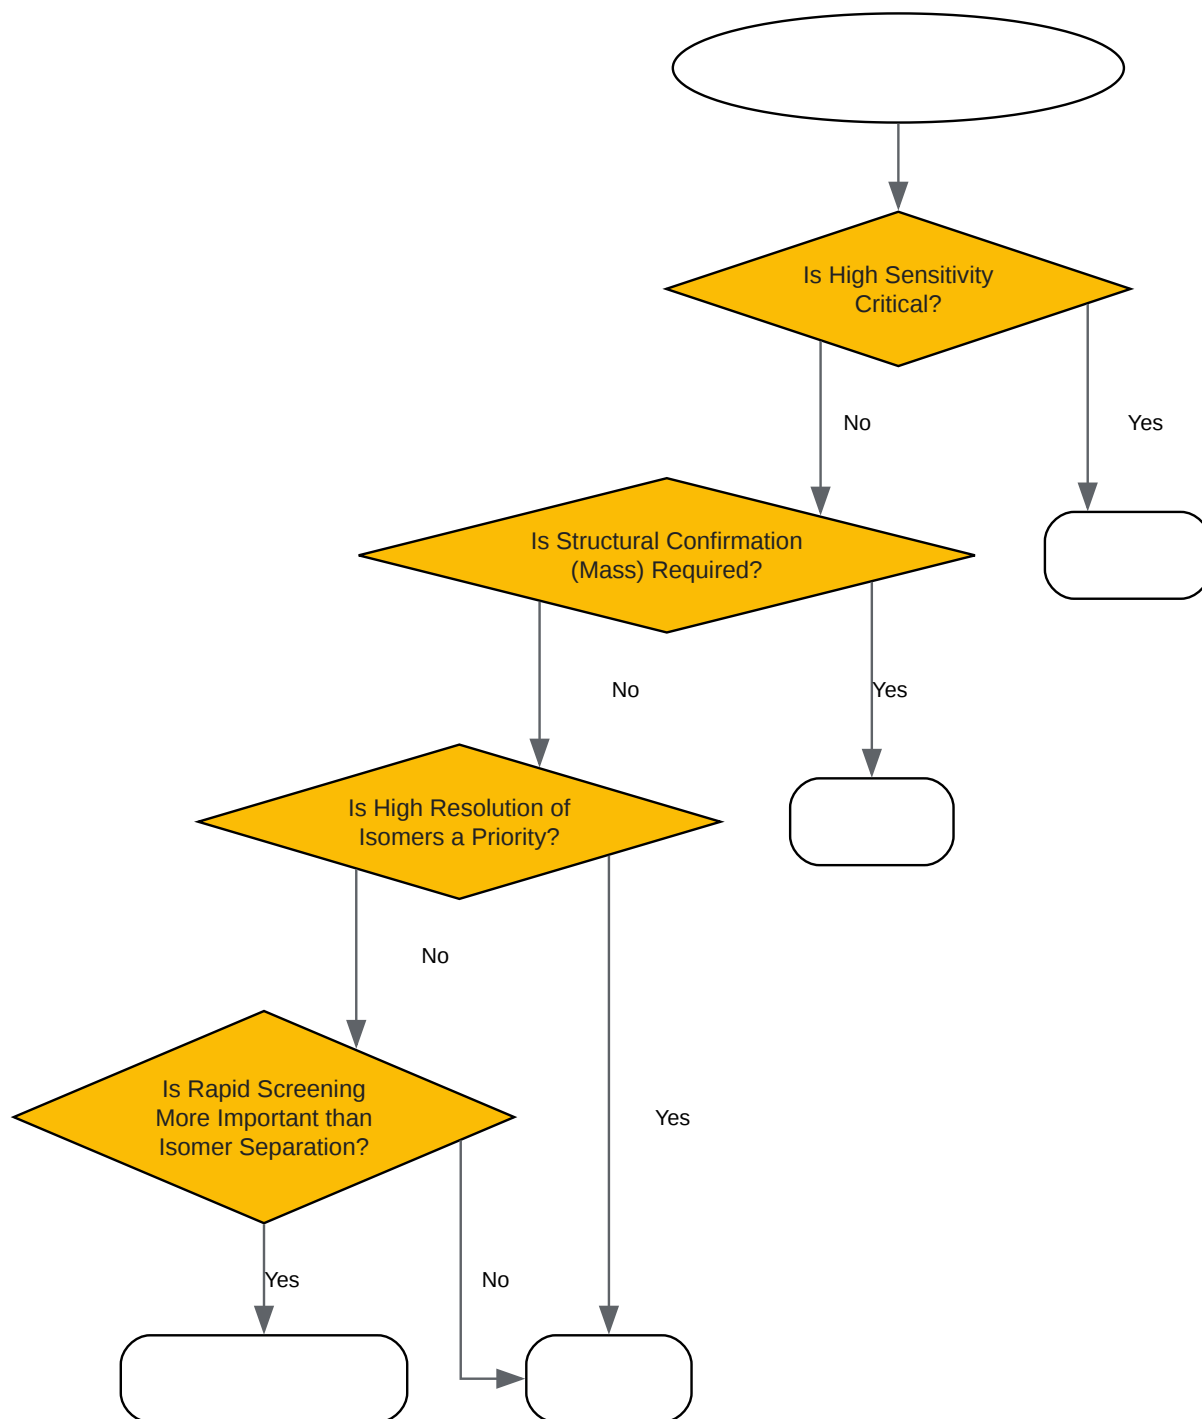 Is High Sensitivity
Critical?
No
Yes
Is Structural Confirmation
(Mass) Required?
No
Yes
Is High Resolution of
Isomers a Priority?
No
Is Rapid Screening
More Important than
Isomer Separation?
Yes
Yes
No